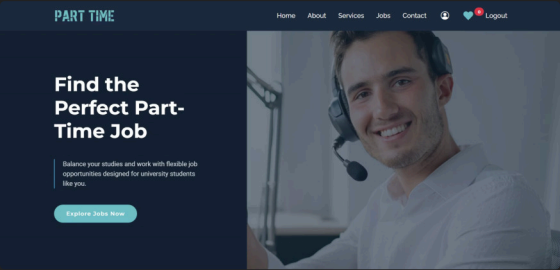 PART TIME
Home About Services Jobs Contact 0 Logout
Find the
Perfect Part-
Time Job
Balance your studies and work with flexible job
opportunities designed for university students
like you.
Explore Jobs Now